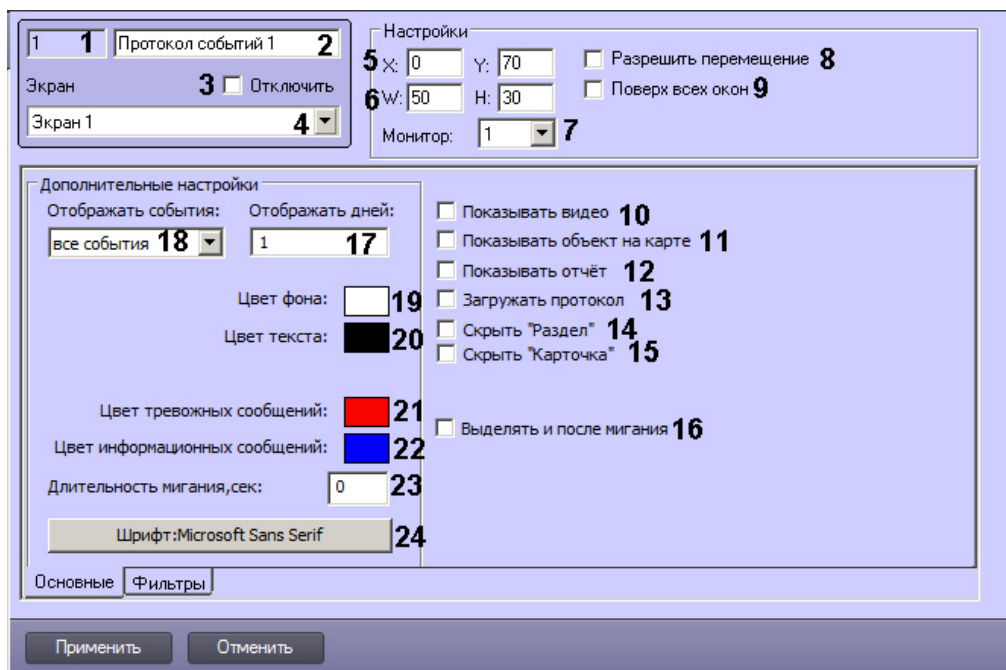 1 1 Протокол событий 1 2
Экран 3 Отключить
Экран 1 4
Настройки
5 X: 0 Y: 70 Разрешить перемещение 8
6 W: 50 H: 30 Поверх всех окон 9
Монитор: 1 7
Дополнительные настройки
Отображать события: Отображать дней:
все события 18 1 17
Цвет фона: 19
Цвет текста: 20
Цвет тревожных сообщений: 21
Цвет информационных сообщений: 22
Длительность мигания,сек: 0 23
Шрифт:Microsoft Sans Serif 24
Показывать видео 10
Показывать объект на карте 11
Показывать отчёт 12
Загружать протокол 13
Скрыть "Раздел" 14
Скрыть "Карточка" 15
Выделять и после мигания 16
Основные Фильтры
Применить Отменить